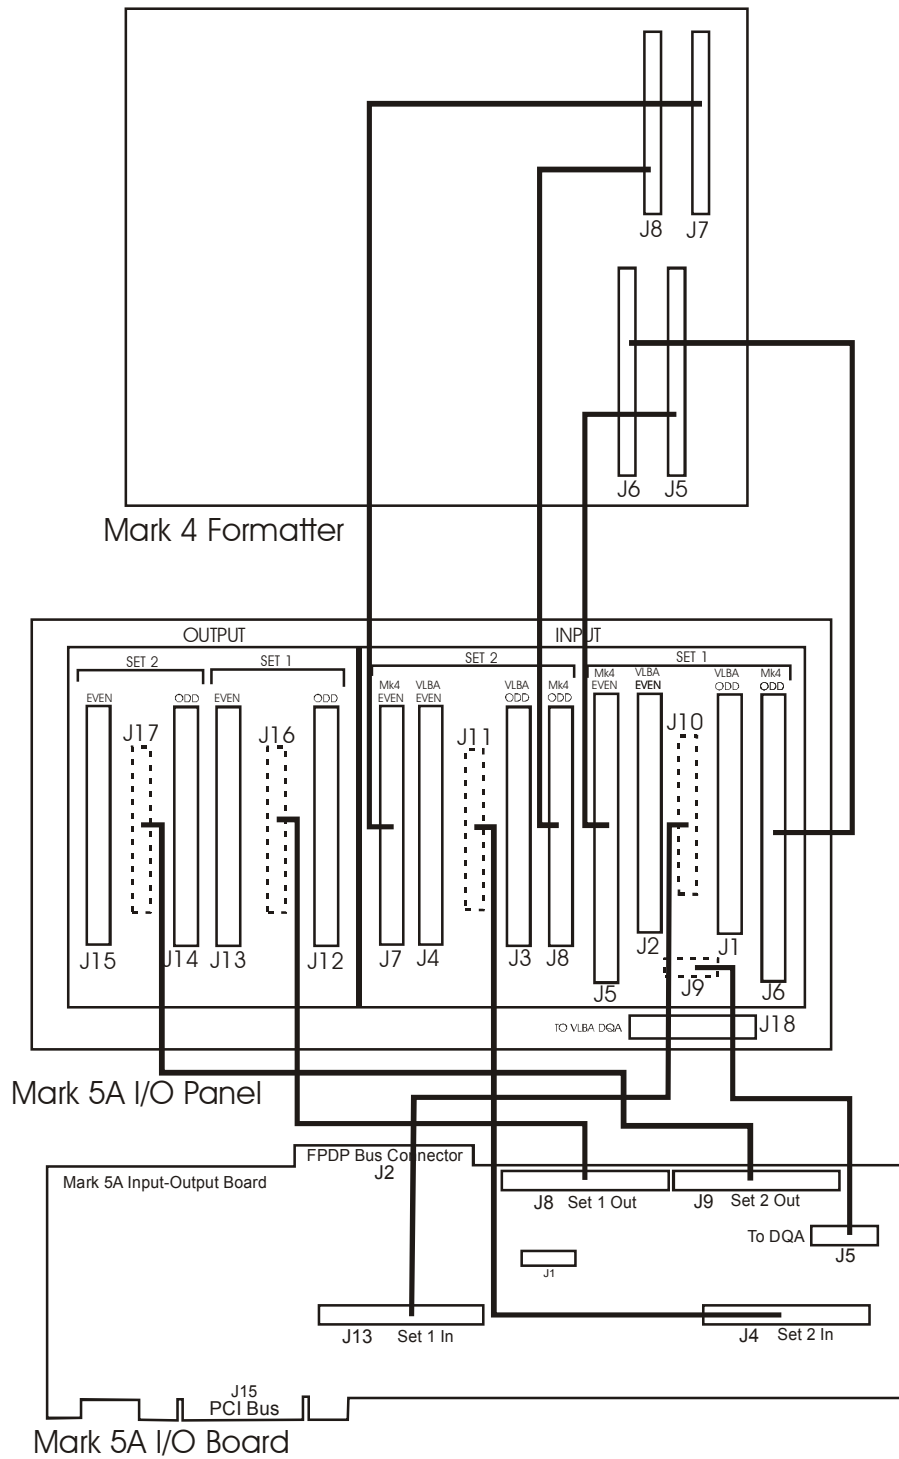 J8 J7
J6 J5
Mark 4 Formatter
OUTPUT INPUT
SET 2 SET 1 SET 2 SET 1
EVEN ODD EVEN ODD Mk4 EVEN VLBA EVEN VLBA ODD Mk4 ODD Mk4 EVEN VLBA EVEN VLBA ODD Mk4 ODD
J17 J16 J11 J10
J15 J14 J13 J12 J7 J4 J3 J8 J5 J2 J9 J1 J6
TO VLBA DQA J18
Mark 5A I/O Panel
FPDP Bus Connector
J2
Mark 5A Input-Output Board
J8 Set 1 Out J9 Set 2 Out
To DQA
J5
J1
J13 Set 1 In J4 Set 2 In
J15
PCI Bus
Mark 5A I/O Board